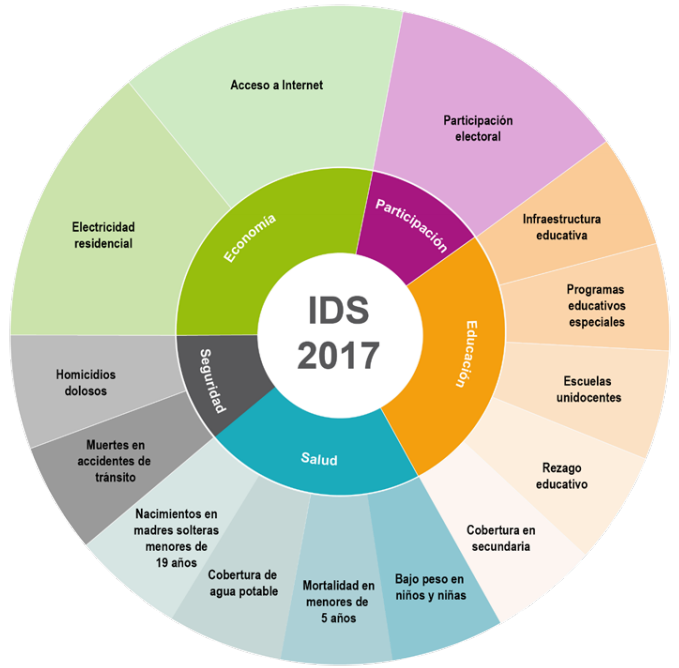 IDS
2017
Economía
Participación
Educación
Salud
Seguridad
Acceso a Internet
Participación
electoral
Infraestructura
educativa
Programas
educativos
especiales
Escuelas
unidocentes
Rezago
educativo
Cobertura en
secundaria
Bajo peso en
niños y niñas
Mortalidad en
menores de
5 años
Cobertura de
agua potable
Nacimientos en
madres solteras
menores de
19 años
Muertes en
accidentes de
tránsito
Homicidios
dolosos
Electricidad
residencial